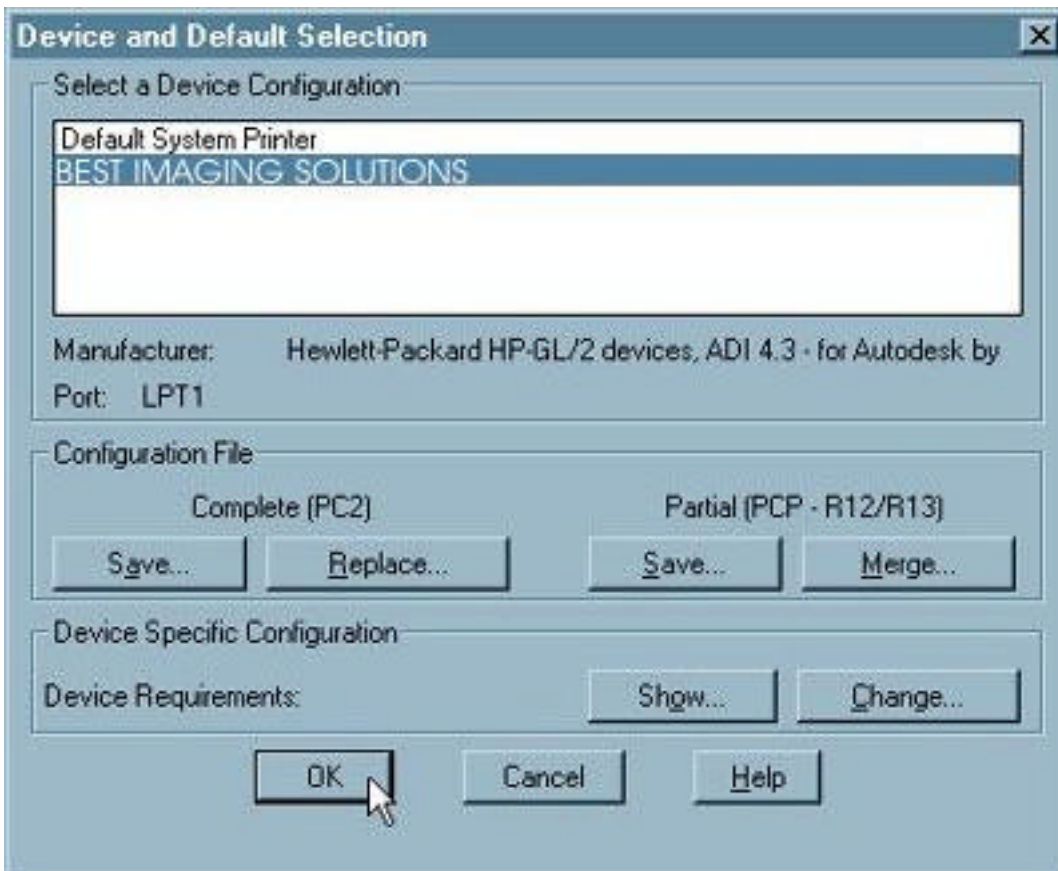 Device and Default Selection
Select a Device Configuration
Default System Printer
BEST IMAGING SOLUTIONS
Manufacturer: Hewlett-Packard HP-GL/2 devices, ADI 4.3 - for Autodesk by
Port: LPT1
Configuration File
Complete (PC2) Partial (PCP - R12/R13)
Save... Replace... Save... Merge...
Device Specific Configuration
Device Requirements: Show... Change...
OK Cancel Help